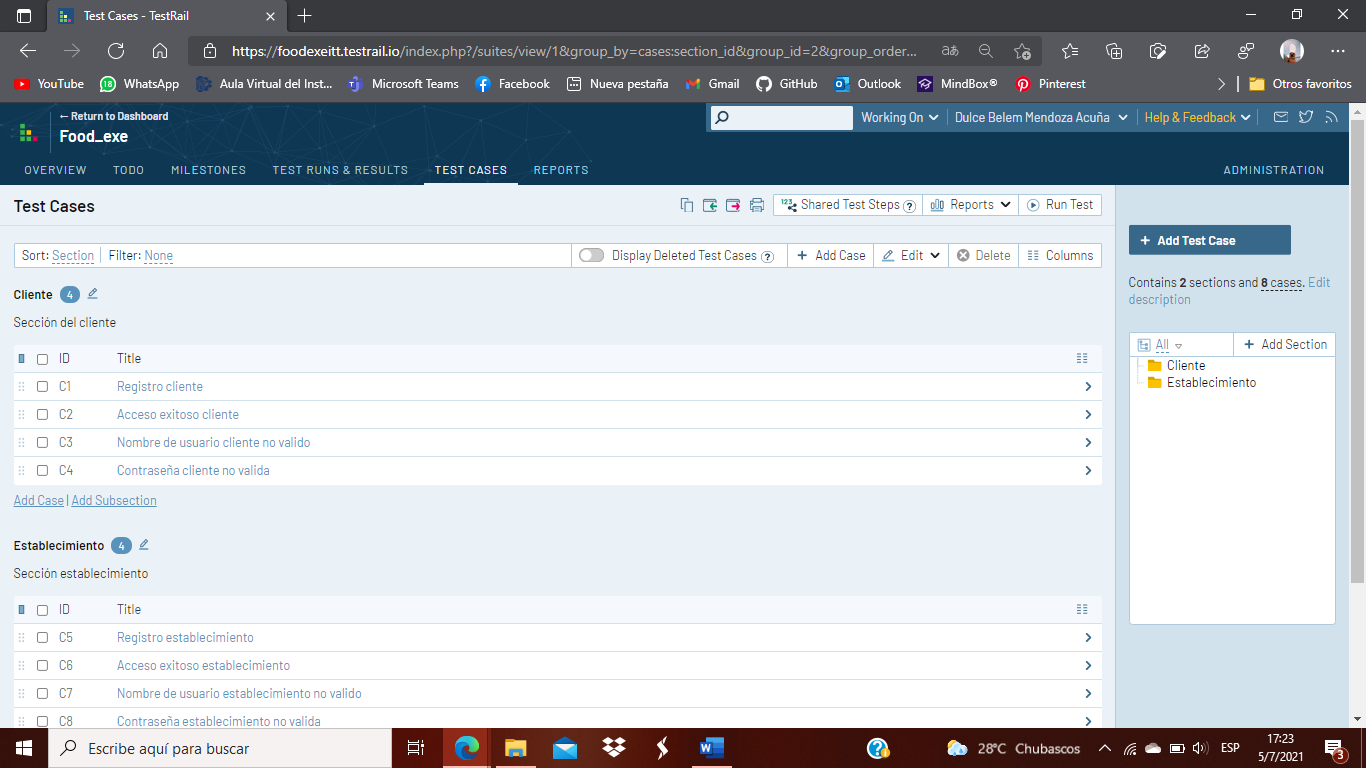 Test Cases - TestRail
https://foodexeitt.testrail.io/index.php?/suites/view/1&group_by=cases:section_id&group_id=2&group_order...
YouTube WhatsApp Aula Virtual del Inst... Microsoft Teams Facebook Nueva pestaña Gmail GitHub Outlook MindBox® Pinterest Otros favoritos
← Return to Dashboard
Food_exe
Working On Dulce Belem Mendoza Acuña Help & Feedback
OVERVIEW TODO MILESTONES TEST RUNS & RESULTS TEST CASES REPORTS ADMINISTRATION
Test Cases
Shared Test Steps ? Reports Run Test
+ Add Test Case
Sort: Section Filter: None Display Deleted Test Cases ? + Add Case Edit Delete Columns
Contains 2 sections and 8 cases. Edit
description
All + Add Section
Cliente
Establecimiento
Cliente 4
Sección del cliente
ID Title
C1 Registro cliente
C2 Acceso exitoso cliente
C3 Nombre de usuario cliente no valido
C4 Contraseña cliente no valida
Add Case | Add Subsection
Establecimiento 4
Sección establecimiento
ID Title
C5 Registro establecimiento
C6 Acceso exitoso establecimiento
C7 Nombre de usuario establecimiento no valido
C8 Contraseña establecimiento no valida
Escribe aquí para buscar
28°C Chubascos
ESP
17:23
5/7/2021
3